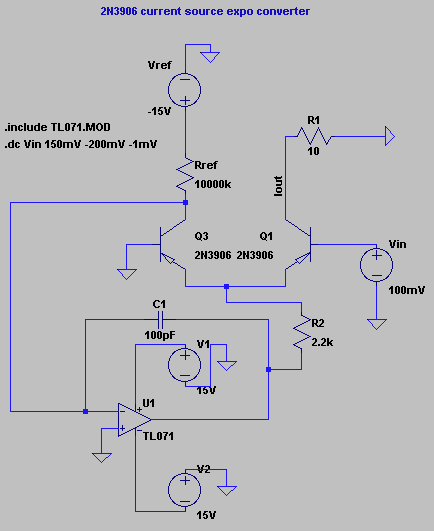 2N3906 current source expo converter
Vref
-15V
.include TL071.MOD
.dc Vin 150mV -200mV -1mV
R1
10
Rref
10000k
Iout
Q3
Q1
2N3906
2N3906
Vin
100mV
C1
100pF
R2
2.2k
V1
15V
U1
TL071
V2
15V